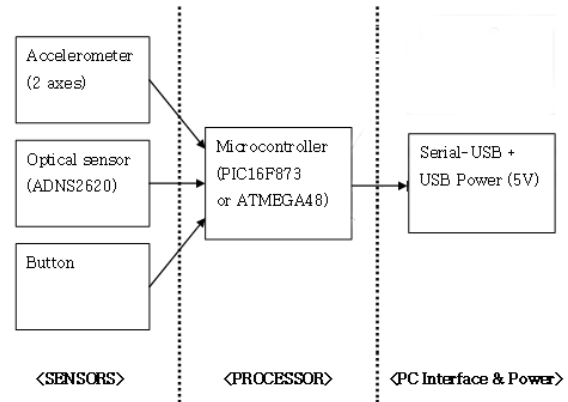 Accelerometer
(2 axes)
Optical sensor
(ADNS2620)
Button
Microcontroller
(PIC16F873
or ATMEGA48)
Serial-USB +
USB Power (5V)
<SENSORS>
<PROCESSOR>
<PC Interface & Power>